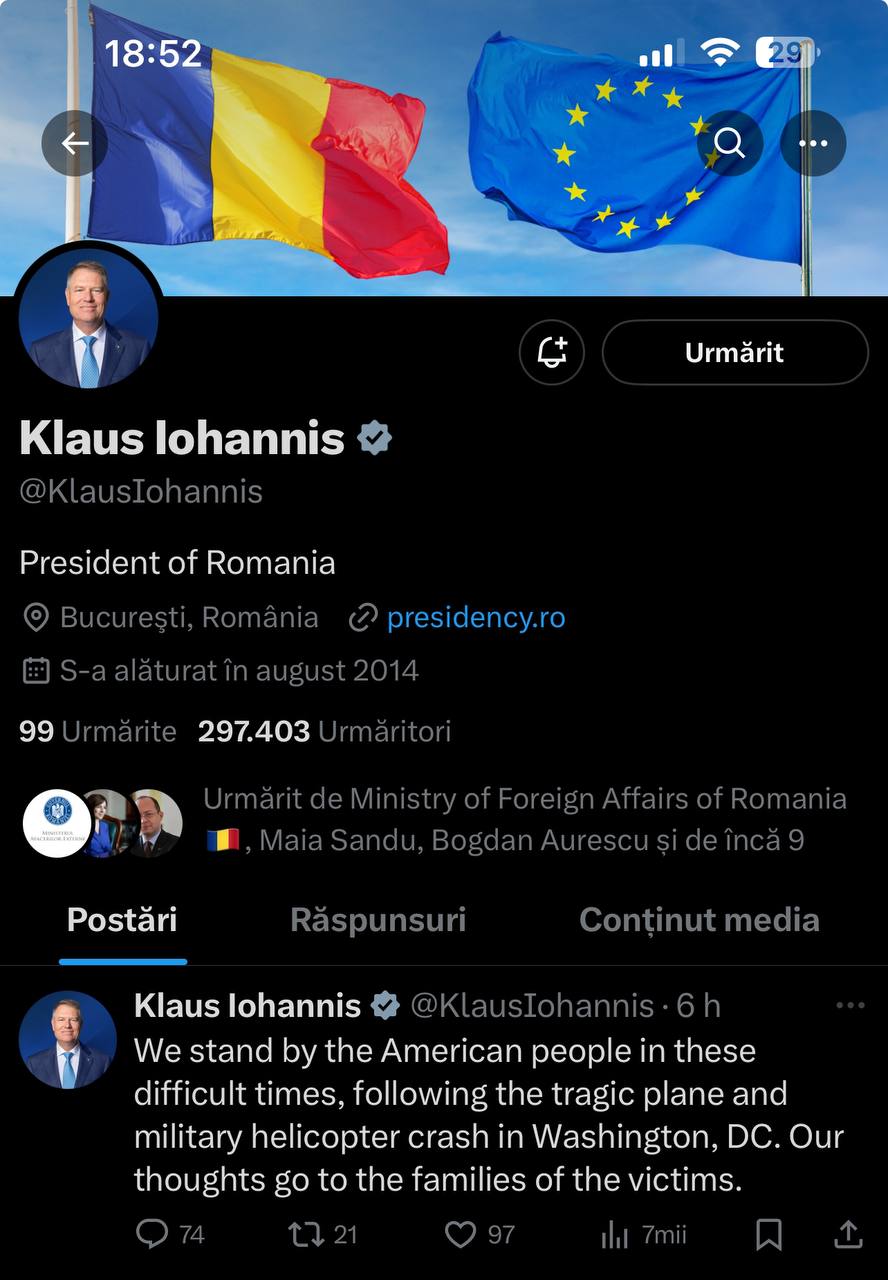 18:52
29
Urmărit
Klaus Iohannis
@KlausIohannis
President of Romania
Bucureşti, România presidency.ro
S-a alăturat în august 2014
99 Urmărite 297.403 Urmăritori
Urmărit de Ministry of Foreign Affairs of Romania
🇷🇴, Maia Sandu, Bogdan Aurescu și de încă 9
Postări Răspunsuri Conținut media
Klaus Iohannis @KlausIohannis · 6 h
We stand by the American people in these
difficult times, following the tragic plane and
military helicopter crash in Washington, DC. Our
thoughts go to the families of the victims.
74 21 97 7mii